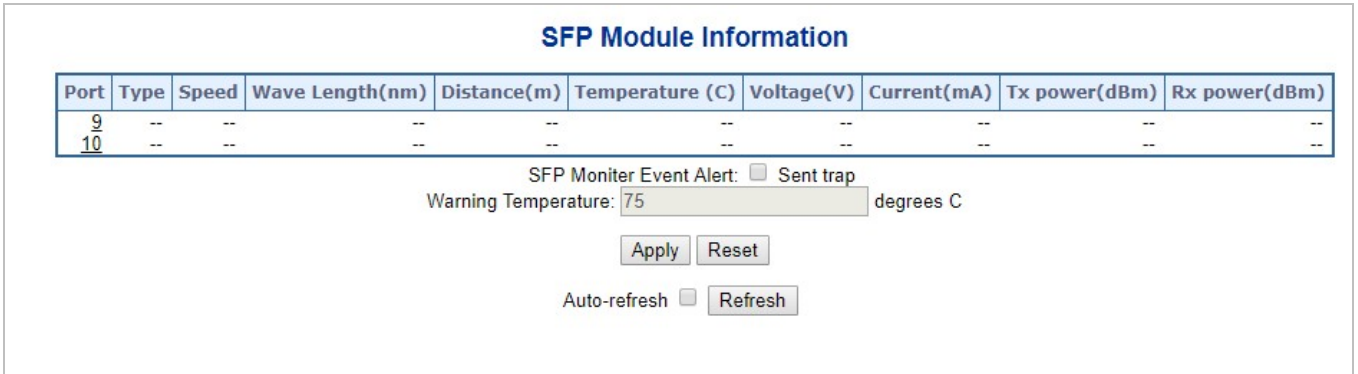 SFP Module Information
Port Type Speed Wave Length(nm) Distance(m) Temperature (C) Voltage(V) Current(mA) Tx power(dBm) Rx power(dBm)
9 -- -- -- -- -- -- -- -- --
10 -- -- -- -- -- -- -- -- --
SFP Moniter Event Alert: Sent trap
Warning Temperature: 75 degrees C
Apply Reset
Auto-refresh Refresh